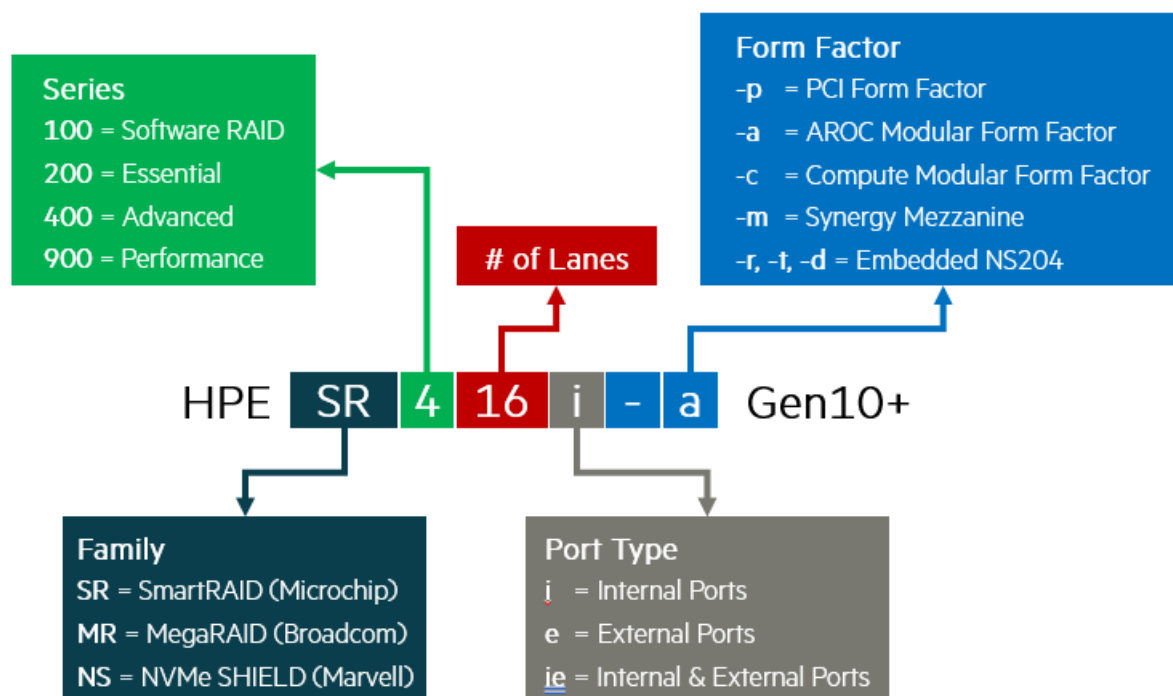 Series
100 = Software RAID
200 = Essential
400 = Advanced
900 = Performance
# of Lanes
Form Factor
-p = PCI Form Factor
-a = AROC Modular Form Factor
-c = Compute Modular Form Factor
-m = Synergy Mezzanine
-r, -t, -d = Embedded NS204
HPE SR 4 16 i - a Gen10+
Family
SR = SmartRAID (Microchip)
MR = MegaRAID (Broadcom)
NS = NVMe SHIELD (Marvell)
Port Type
i = Internal Ports
e = External Ports
ie = Internal & External Ports